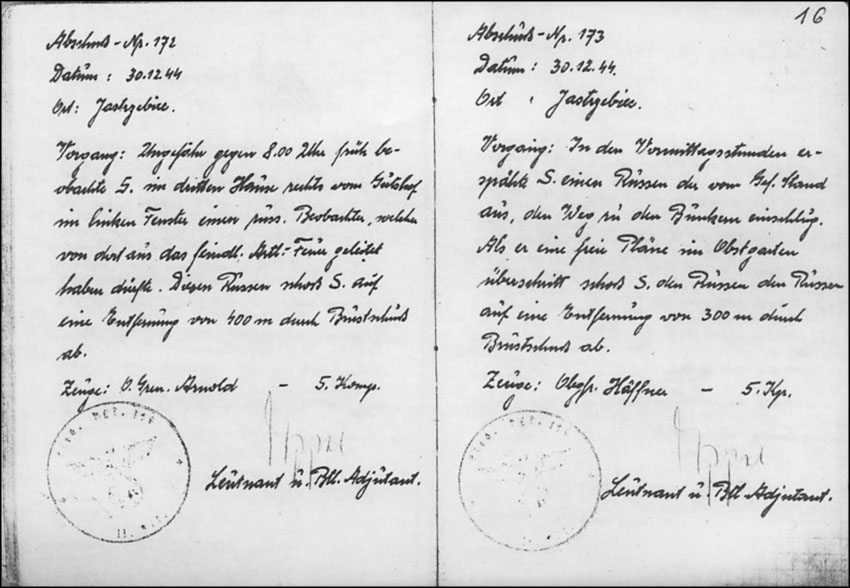 16
Abschuß-Nr. 172
Datum: 30.12.44
Ort: Jastrzebiec.
Vorgang: Ungefähr gegen 8.00 Uhr früh be-
obachtete S. im dritten Hause rechts vom Gutshof
im linken Fenster einen russ. Beobachter, welcher
von dort aus das feindl. Artl.-Feuer geleitet
haben dürfte. Diesen Russen schoß S. auf
eine Entfernung von 400 m durch Brustschuß
ab.
Zeuge: O. Gren. Arnold – 5. Komp.
Leutnant u. Btl. Adjutant.
Abschuß-Nr. 173
Datum: 30.12.44.
Ort: Jastrzebiec.
Vorgang: In den Vormittagsstunden er-
spähte S. einen Russen der vom Gef. Stand
aus, den Weg zu den Bunkern einschlug.
Als er eine freie Pläne im Obstgarten
überschritt schoß S. den Russen den Russen
auf eine Entfernung von 300 m durch
Brustschuß ab.
Zeuge: Obgfr. Häffner – 5. Kp.
Leutnant u. Btl. Adjutant.